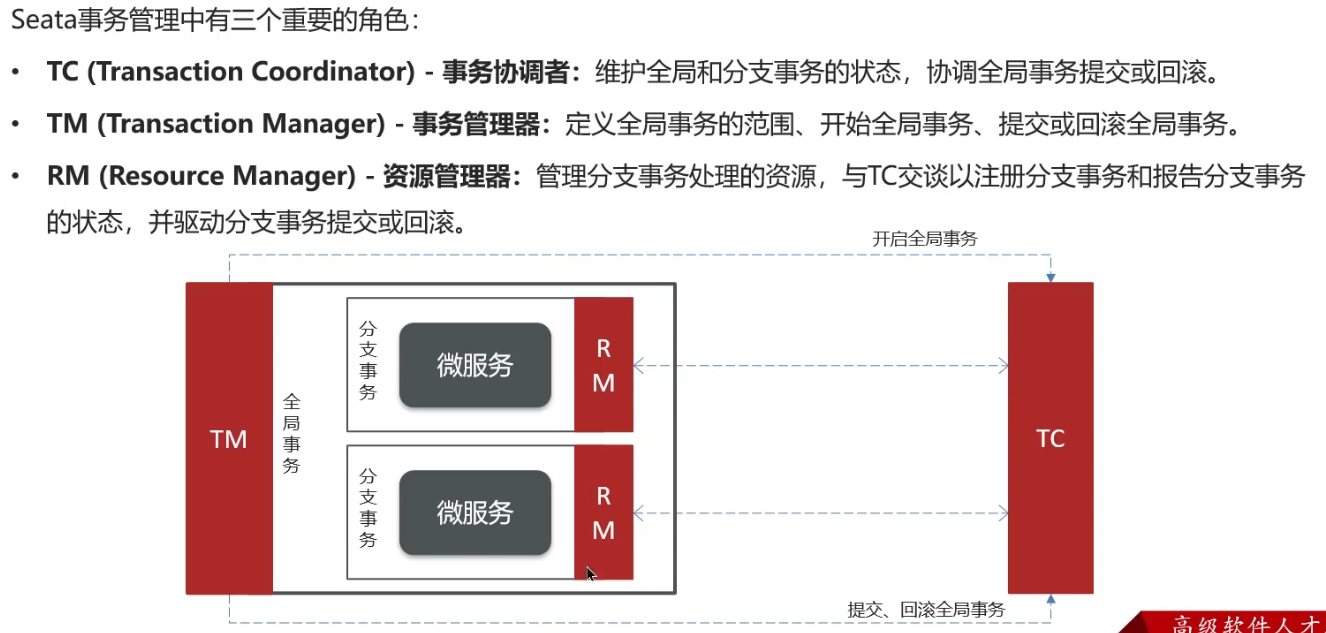 Seata事务管理中有三个重要的角色：
• TC (Transaction Coordinator) - 事务协调者：维护全局和分支事务的状态，协调全局事务提交或回滚。
• TM (Transaction Manager) - 事务管理器：定义全局事务的范围、开始全局事务、提交或回滚全局事务。
• RM (Resource Manager) - 资源管理器：管理分支事务处理的资源，与TC交谈以注册分支事务和报告分支事务
的状态，并驱动分支事务提交或回滚。
开启全局事务
TM
全局事务
分支事务
微服务
RM
分支事务
微服务
RM
TC
提交、回滚全局事务
高级软件人才